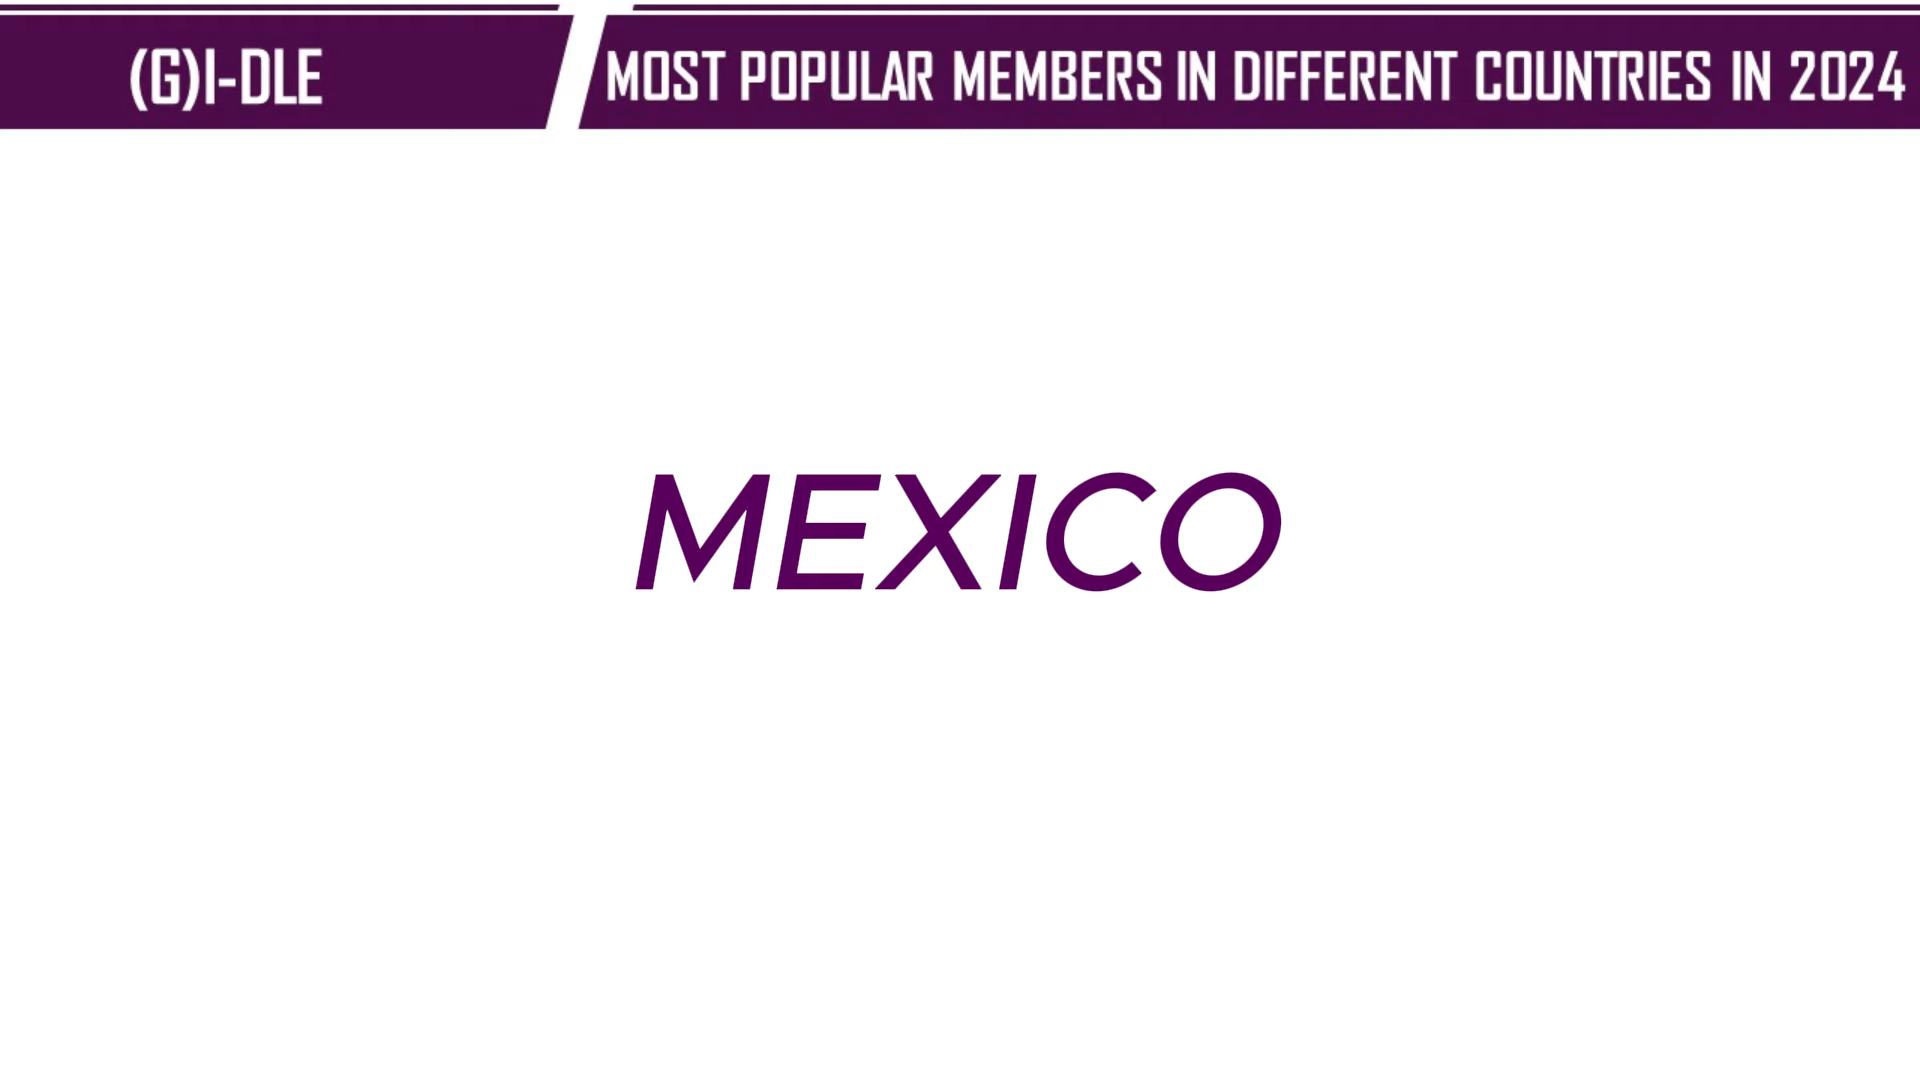 (G)I-DLE
MOST POPULAR MEMBERS IN DIFFERENT COUNTRIES IN 2024
MEXICO